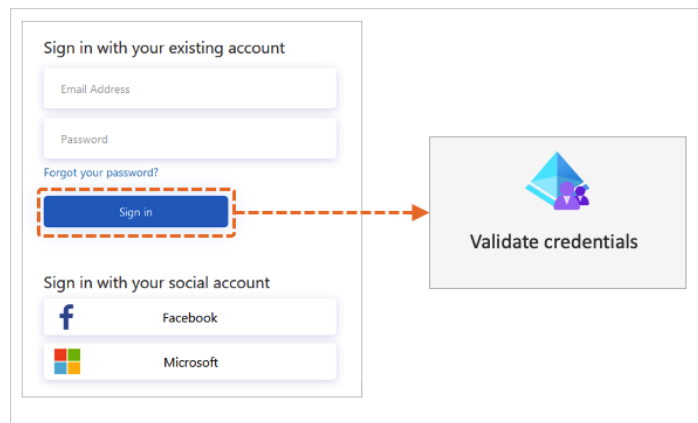 Sign in with your existing account
Email Address
Password
Forgot your password?
Sign in
Validate credentials
Sign in with your social account
Facebook
Microsoft